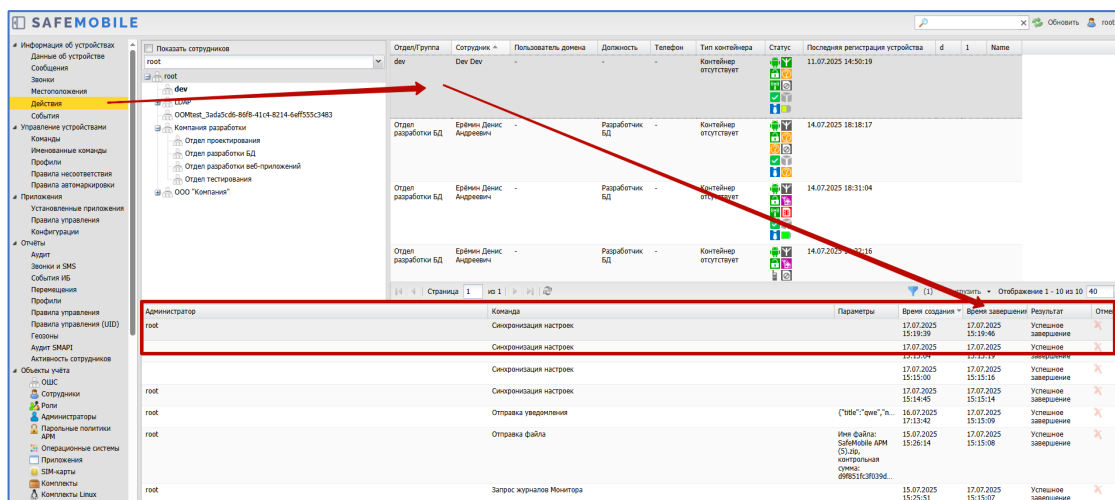 SAFEMOBILE
Обновить
root
Информация об устройствах
Данные об устройстве
Сообщения
Звонки
Местоположения
Действия
События
Управление устройствами
Команды
Именованные команды
Профили
Правила несоответствия
Правила автомаркировки
Приложения
Установленные приложения
Правила управления
Конфигурации
Отчёты
Аудит
Звонки и SMS
События ИБ
Перемещения
Профили
Правила управления
Правила управления (UID)
Геозоны
Аудит SMAPI
Активность сотрудников
Объекты учёта
ОШС
Сотрудники
Роли
Администраторы
Парольные политики
АРМ
Операционные системы
Приложения
SIM-карты
Комплекты
Комплекты Linux
Показать сотрудников
root
root
dev
LDAP
OOMtest_3ada5cd6-86f8-41c4-8214-6eff555c3483
Компания разработки
Отдел проектирования
Отдел разработки БД
Отдел разработки веб-приложений
Отдел тестирования
ООО "Компания"
Отдел/Группа Сотрудник Пользователь домена Должность Телефон Тип контейнера Статус Последняя регистрация устройства d 1 Name
dev Dev Dev - - - Контейнер 11.07.2025 14:50:19
отсутствует
Отдел Ерёмин Денис - Разработчик - Контейнер 14.07.2025 18:18:17
разработки БД Андреевич БД отсутствует
Отдел Ерёмин Денис - Разработчик - Контейнер 14.07.2025 18:31:04
разработки БД Андреевич БД отсутствует
Отдел Ерёмин Денис - Разработчик - Контейнер 14.07.2025
разработки БД Андреевич БД отсутствует
Страница 1 из 1 (1) Отображение 1 - 10 из 10 40
Администратор Команда Параметры Время создания Время завершения Результат
root Синхронизация настроек 17.07.2025 17.07.2025 Успешное
15:19:39 15:19:46 завершение
Синхронизация настроек 17.07.2025 17.07.2025 Успешное
завершение
Синхронизация настроек 17.07.2025 17.07.2025 Успешное
15:15:00 15:15:16 завершение
root Синхронизация настроек 17.07.2025 17.07.2025 Успешное
15:14:45 15:15:14 завершение
root Отправка уведомления {"title":"qwe","n... 16.07.2025 17.07.2025 Успешное
17:13:42 15:15:09 завершение
root Отправка файла Имя файла: 15.07.2025 17.07.2025 Успешное
SafeMobile АРМ 15:26:14 15:15:08 завершение
(5).zip,
контрольная
сумма:
d9f851fc3f039d...
root Запрос журналов Монитора 15.07.2025 17.07.2025 Успешное
15:25:51 15:15:07 завершение